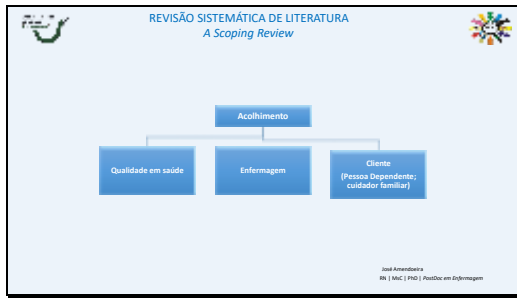 REVISÃO SISTEMÁTICA DE LITERATURA
A Scoping Review
Acolhimento
Qualidade em saúde
Enfermagem
Cliente
(Pessoa Dependente;
cuidador familiar)
José Amendoeira
RN | MsC | PhD | PostDoc em Enfermagem